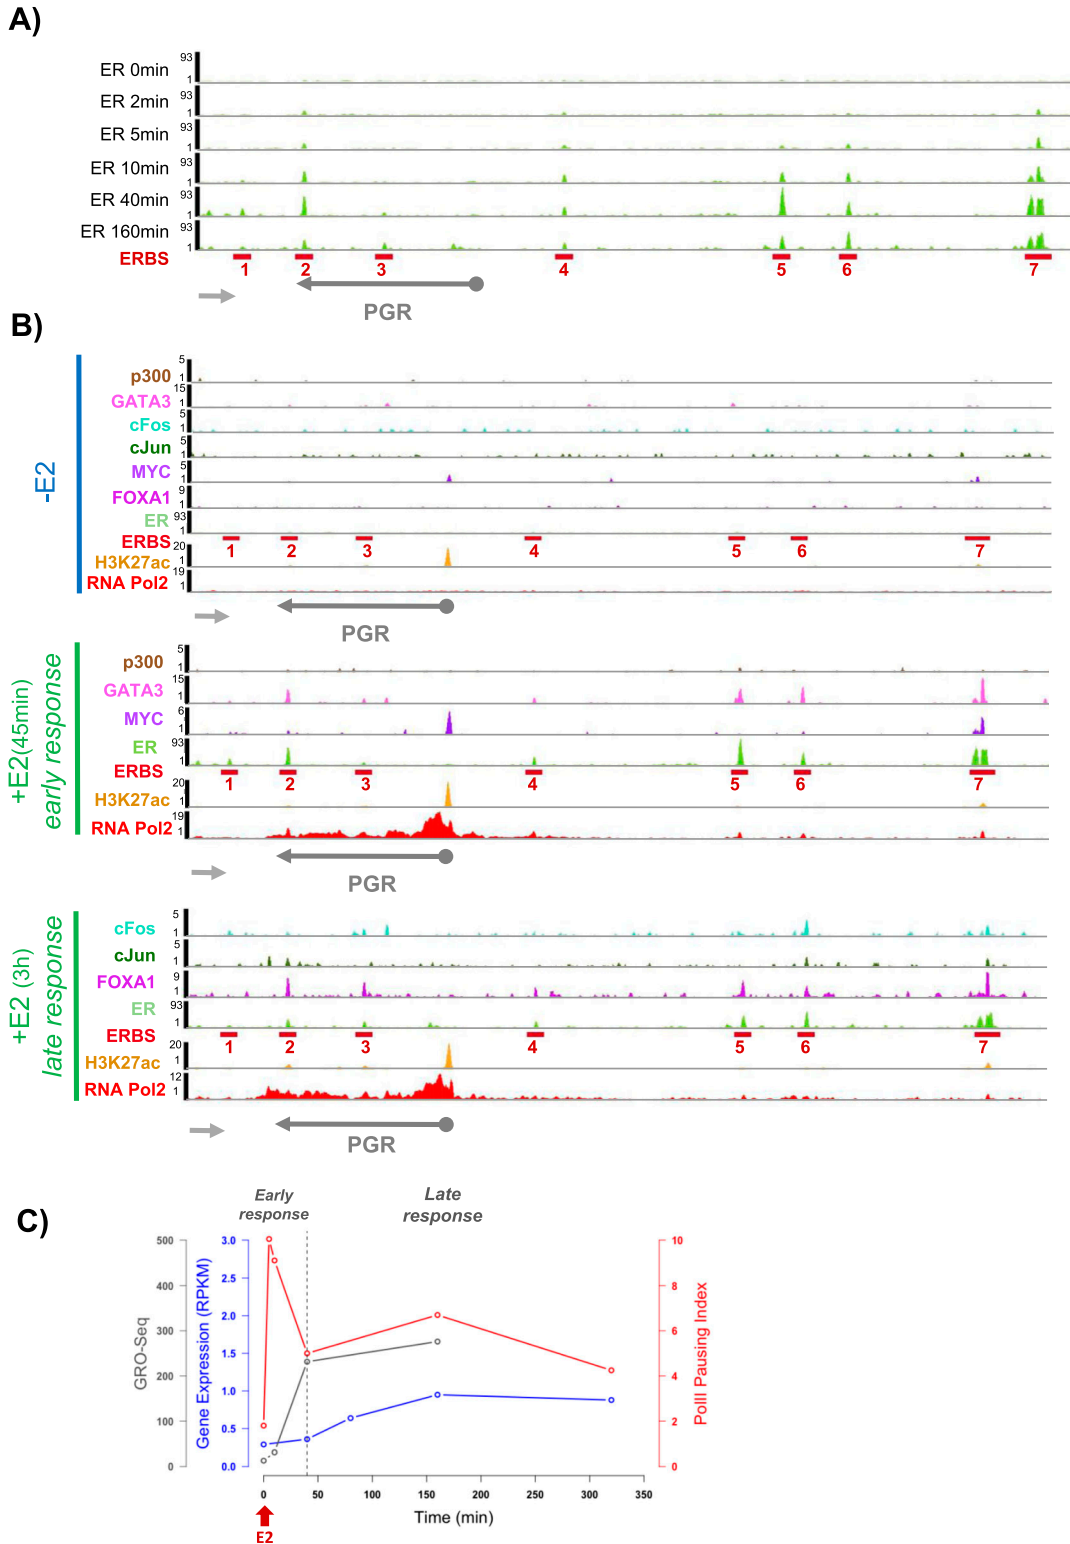 A)
ER 0min 93 1
ER 2min 93 1
ER 5min 93 1
ER 10min 93 1
ER 40min 93 1
ER 160min 93 1
ERBS 1 2 3 4 5 6 7
PGR
B)
-E2
p300 5 1
GATA3 15 1
cFos 5 1
cJun 5 1
MYC 5 1
FOXA1 9 1
ER 93 1
ERBS 1 2 3 4 5 6 7
H3K27ac 20 1
RNA Pol2 19 1
PGR
+E2(45min)
early response
p300 5 1
GATA3 15 1
MYC 6 1
ER 93 1
ERBS 1 2 3 4 5 6 7
H3K27ac 20 1
RNA Pol2 19 1
PGR
+E2 (3h)
late response
cFos 5 1
cJun 5 1
FOXA1 9 1
ER 93 1
ERBS 1 2 3 4 5 6 7
H3K27ac 20 1
RNA Pol2 12 1
PGR
C)
Early
response
Late
response
GRO-Seq
500
400
300
200
100
0
Gene Expression (RPKM)
3.0
2.5
2.0
1.5
1.0
0.5
0.0
10
8
6
4
2
0
PolII Pausing Index
0 50 100 150 200 250 300 350
Time (min)
E2